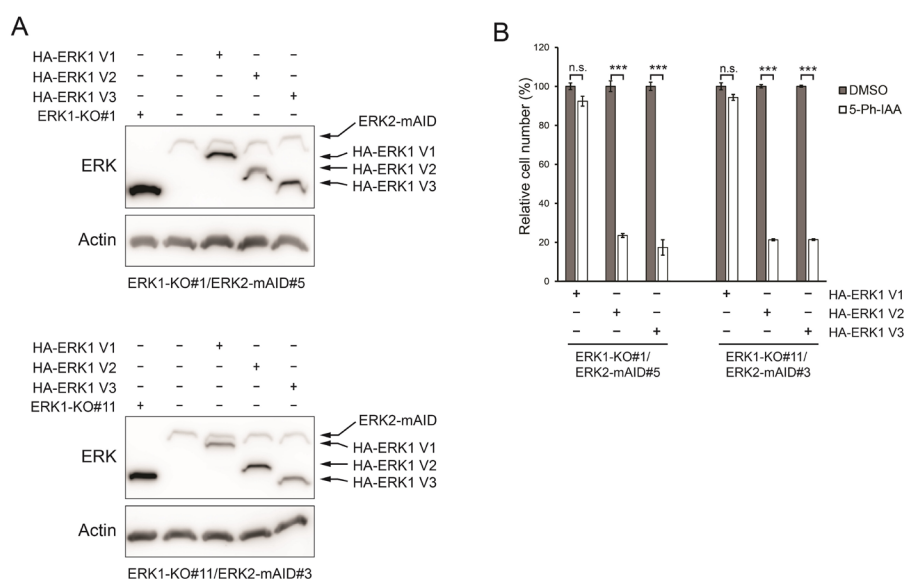 A
HA-ERK1 V1 – – + – –
HA-ERK1 V2 – – – + –
HA-ERK1 V3 – – – – +
ERK1-KO#1 + – – – –
ERK
ERK2-mAID
HA-ERK1 V1
HA-ERK1 V2
HA-ERK1 V3
Actin
ERK1-KO#1/ERK2-mAID#5
HA-ERK1 V1 – – + – –
HA-ERK1 V2 – – – + –
HA-ERK1 V3 – – – – +
ERK1-KO#11 + – – – –
ERK
ERK2-mAID
HA-ERK1 V1
HA-ERK1 V2
HA-ERK1 V3
Actin
ERK1-KO#11/ERK2-mAID#3
B
Relative cell number (%)
120
100
80
60
40
20
0
n.s. *** *** n.s. *** ***
DMSO
5-Ph-IAA
+ – – + – – HA-ERK1 V1
– + – – + – HA-ERK1 V2
– – + – – + HA-ERK1 V3
ERK1-KO#1/
ERK2-mAID#5
ERK1-KO#11/
ERK2-mAID#3